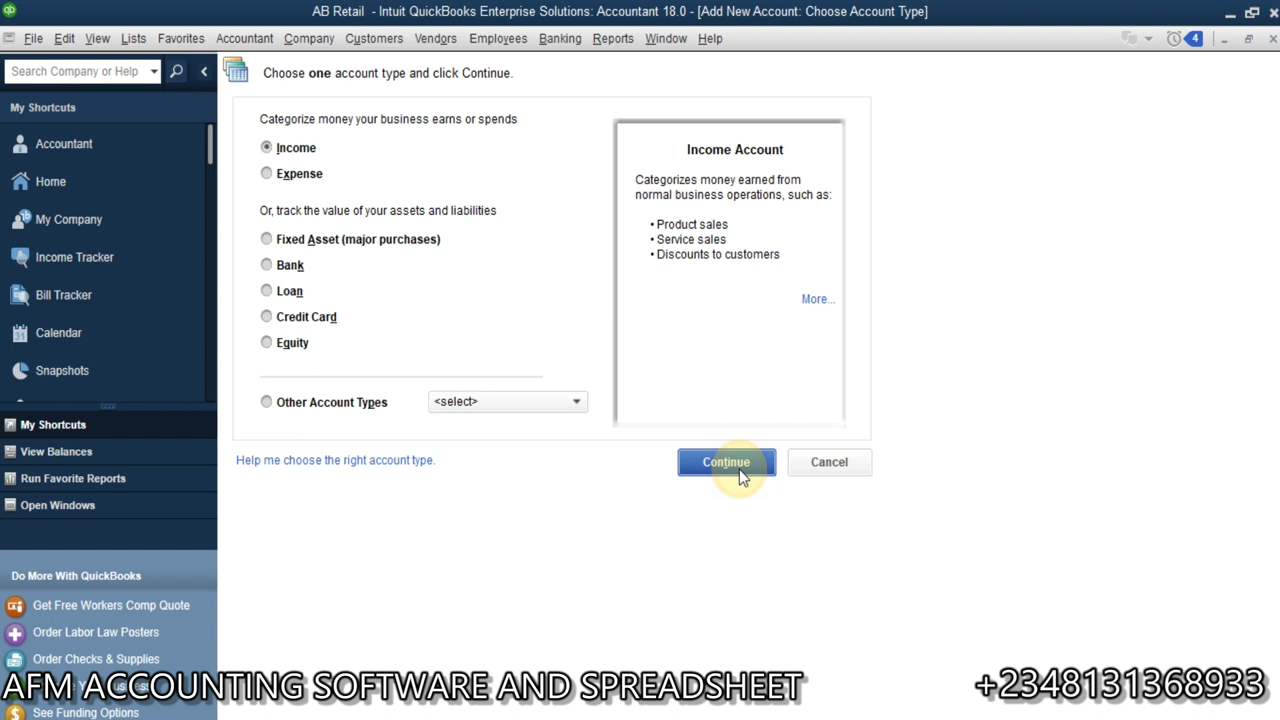 AB Retail - Intuit QuickBooks Enterprise Solutions: Accountant 18.0 - [Add New Account: Choose Account Type]
File Edit View Lists Favorites Accountant Company Customers Vendors Employees Banking Reports Window Help 4
Search Company or Help
My Shortcuts
Accountant
Home
My Company
Income Tracker
Bill Tracker
Calendar
Snapshots
My Shortcuts
View Balances
Run Favorite Reports
Open Windows
Do More With QuickBooks
Get Free Workers Comp Quote
Order Labor Law Posters
Order Checks & Supplies
See Funding Options
Choose one account type and click Continue.
Categorize money your business earns or spends
Income
Expense
Or, track the value of your assets and liabilities
Fixed Asset (major purchases)
Bank
Loan
Credit Card
Equity
Other Account Types <select>
Income Account
Categorizes money earned from
normal business operations, such as:
• Product sales
• Service sales
• Discounts to customers
More...
Help me choose the right account type.
Continue Cancel
AFM ACCOUNTING SOFTWARE AND SPREADSHEET +2348131368933